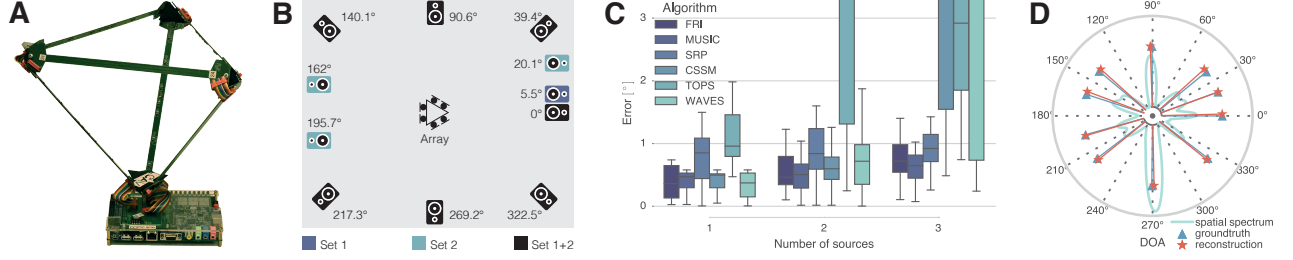 A
B
140.1°
90.6°
39.4°
20.1°
162°
5.5°
0°
Array
195.7°
217.3°
269.2°
322.5°
Set 1
Set 2
Set 1+2
C
Algorithm
FRI
MUSIC
SRP
CSSM
TOPS
WAVES
Error [°]
3
2
1
0
1
2
3
Number of sources
D
90°
120°
60°
150°
30°
180°
0°
210°
330°
240°
300°
270°
DOA
spatial spectrum
groundtruth
reconstruction